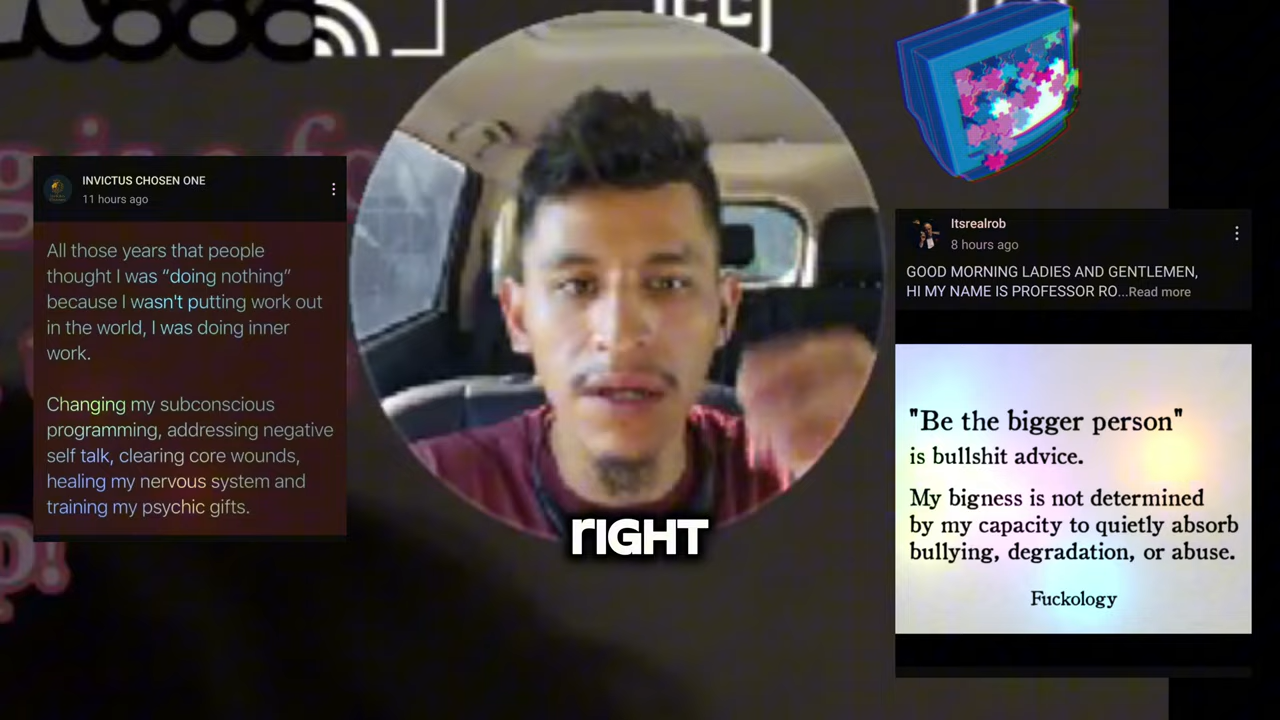 INVICTUS CHOSEN ONE
11 hours ago
All those years that people
thought I was “doing nothing”
because I wasn't putting work out
in the world, I was doing inner
work.
Changing my subconscious
programming, addressing negative
self talk, clearing core wounds,
healing my nervous system and
training my psychic gifts.
RIGHT
Itsrealrob
8 hours ago
GOOD MORNING LADIES AND GENTLEMEN,
HI MY NAME IS PROFESSOR RO...Read more
"Be the bigger person"
is bullshit advice.
My bigness is not determined
by my capacity to quietly absorb
bullying, degradation, or abuse.
Fuckology